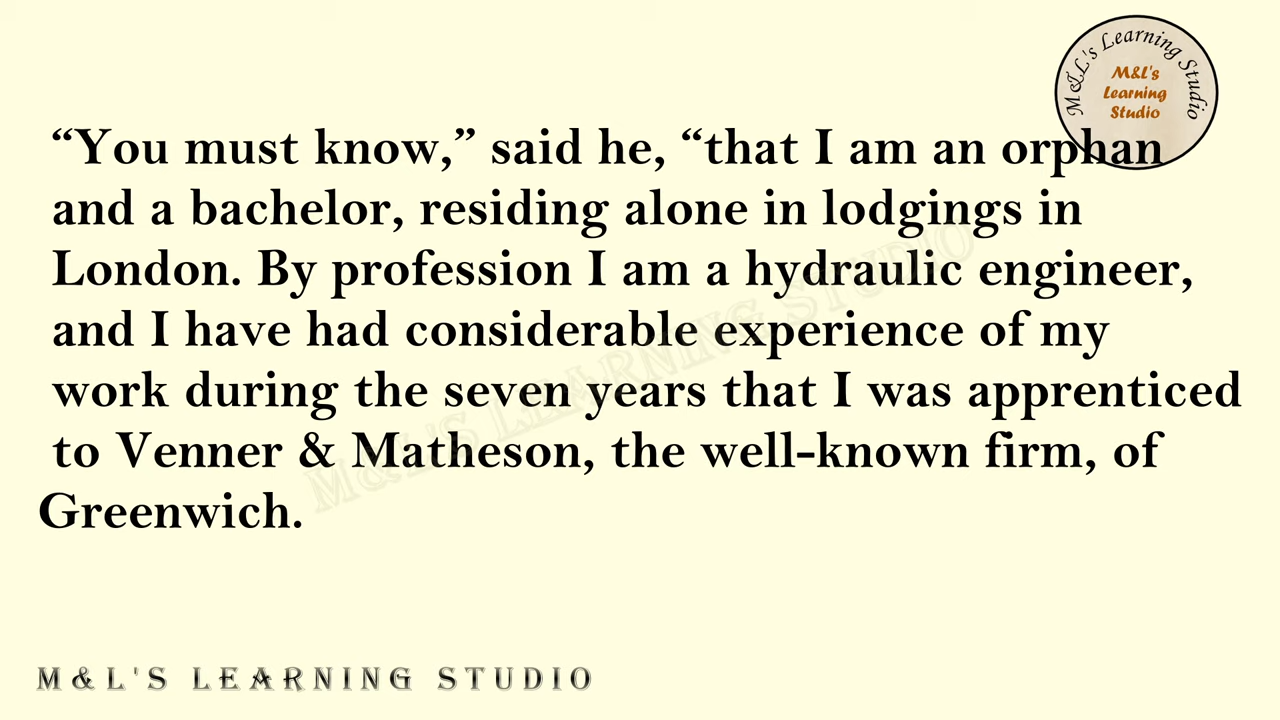 M&L's Learning Studio
M&L's
Learning
Studio
“You must know,” said he, “that I am an orphan
and a bachelor, residing alone in lodgings in
London. By profession I am a hydraulic engineer,
and I have had considerable experience of my
work during the seven years that I was apprenticed
to Venner & Matheson, the well-known firm, of
Greenwich.
M&L'S LEARNING STUDIO
M&L'S LEARNING STUDIO